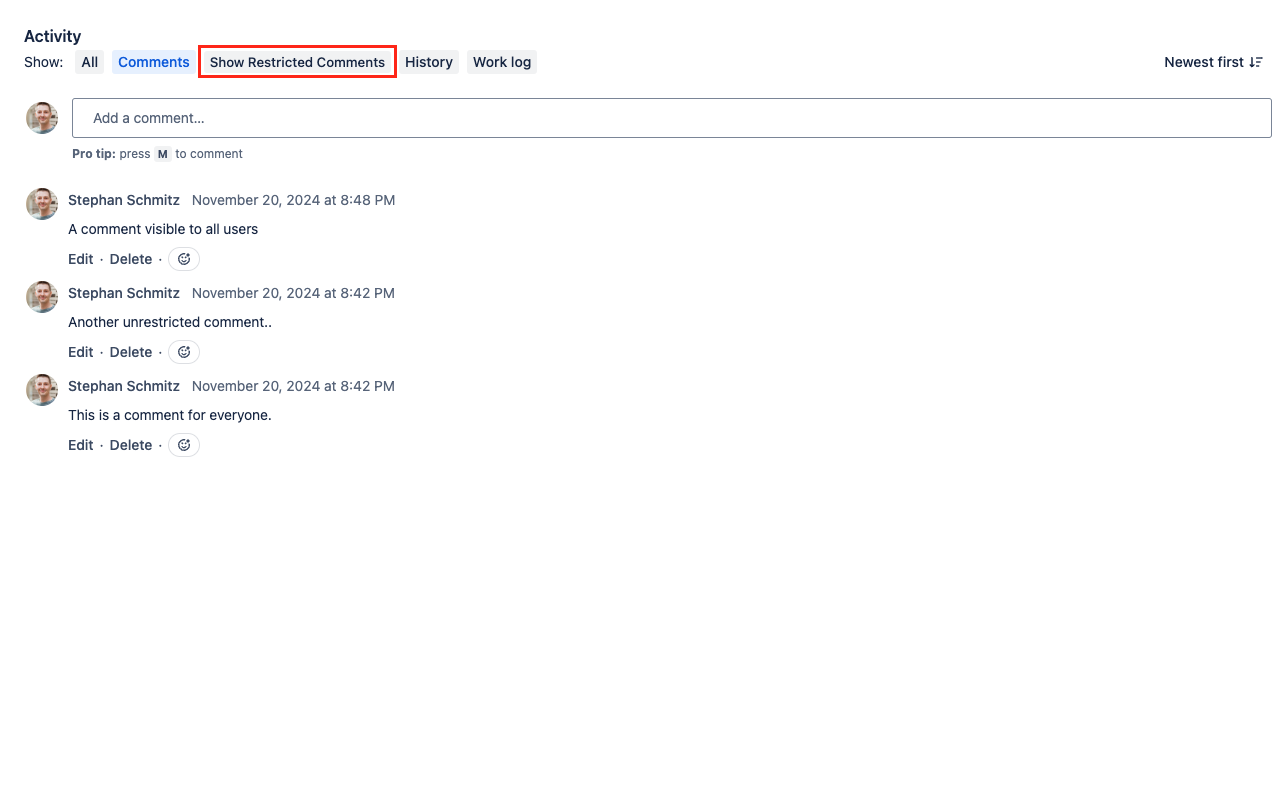 Activity
Show: All Comments Show Restricted Comments History Work log Newest first
Add a comment...
Pro tip: press M to comment
Stephan Schmitz November 20, 2024 at 8:48 PM
A comment visible to all users
Edit · Delete ·
Stephan Schmitz November 20, 2024 at 8:42 PM
Another unrestricted comment..
Edit · Delete ·
Stephan Schmitz November 20, 2024 at 8:42 PM
This is a comment for everyone.
Edit · Delete ·